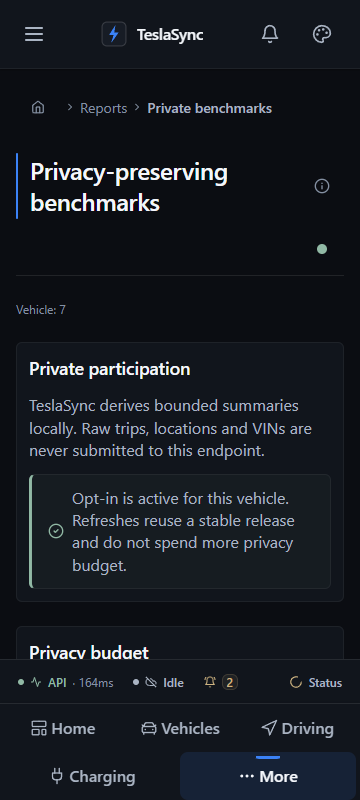 TeslaSync
Reports > Private benchmarks
Privacy-preserving
benchmarks
Vehicle: 7
Private participation
TeslaSync derives bounded summaries
locally. Raw trips, locations and VINs are
never submitted to this endpoint.
Opt-in is active for this vehicle.
Refreshes reuse a stable release
and do not spend more privacy
budget.
Privacy budget
API · 164ms Idle 2 Status
Home Vehicles Driving
Charging More